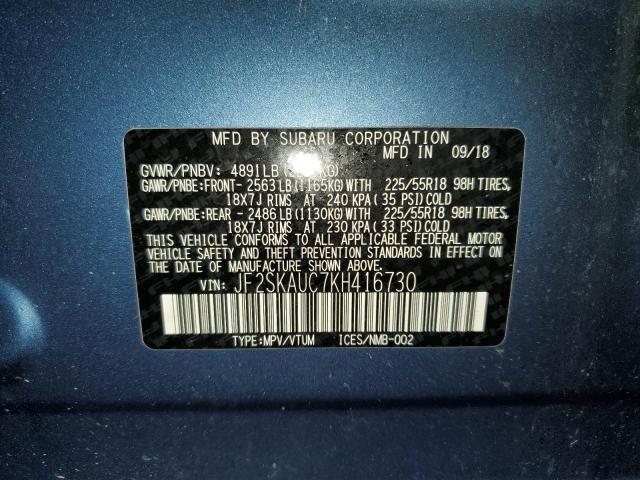 MFD BY SUBARU CORPORATION
MFD IN 09/18
GVWR/PNBV: 4891LB KG)
GAWR/PNBE:FRONT- 2563LB(1165KG)WITH 225/55R18 98H TIRES,
18X7J RIMS AT 240 KPA (35 PSI)COLD
GAWR/PNBE:REAR - 2486LB(1130KG)WITH 225/55R18 98H TIRES,
18X7J RIMS AT 230 KPA (33 PSI)COLD
THIS VEHICLE CONFORMS TO ALL APPLICABLE FEDERAL MOTOR
VEHICLE SAFETY AND THEFT PREVENTION STANDARDS IN EFFECT ON
THE DATE OF MANUFACTURE SHOWN ABOVE.
VIN: JF2SKAUC7KH416730
TYPE:MPV/VTUM ICES/NMB-002